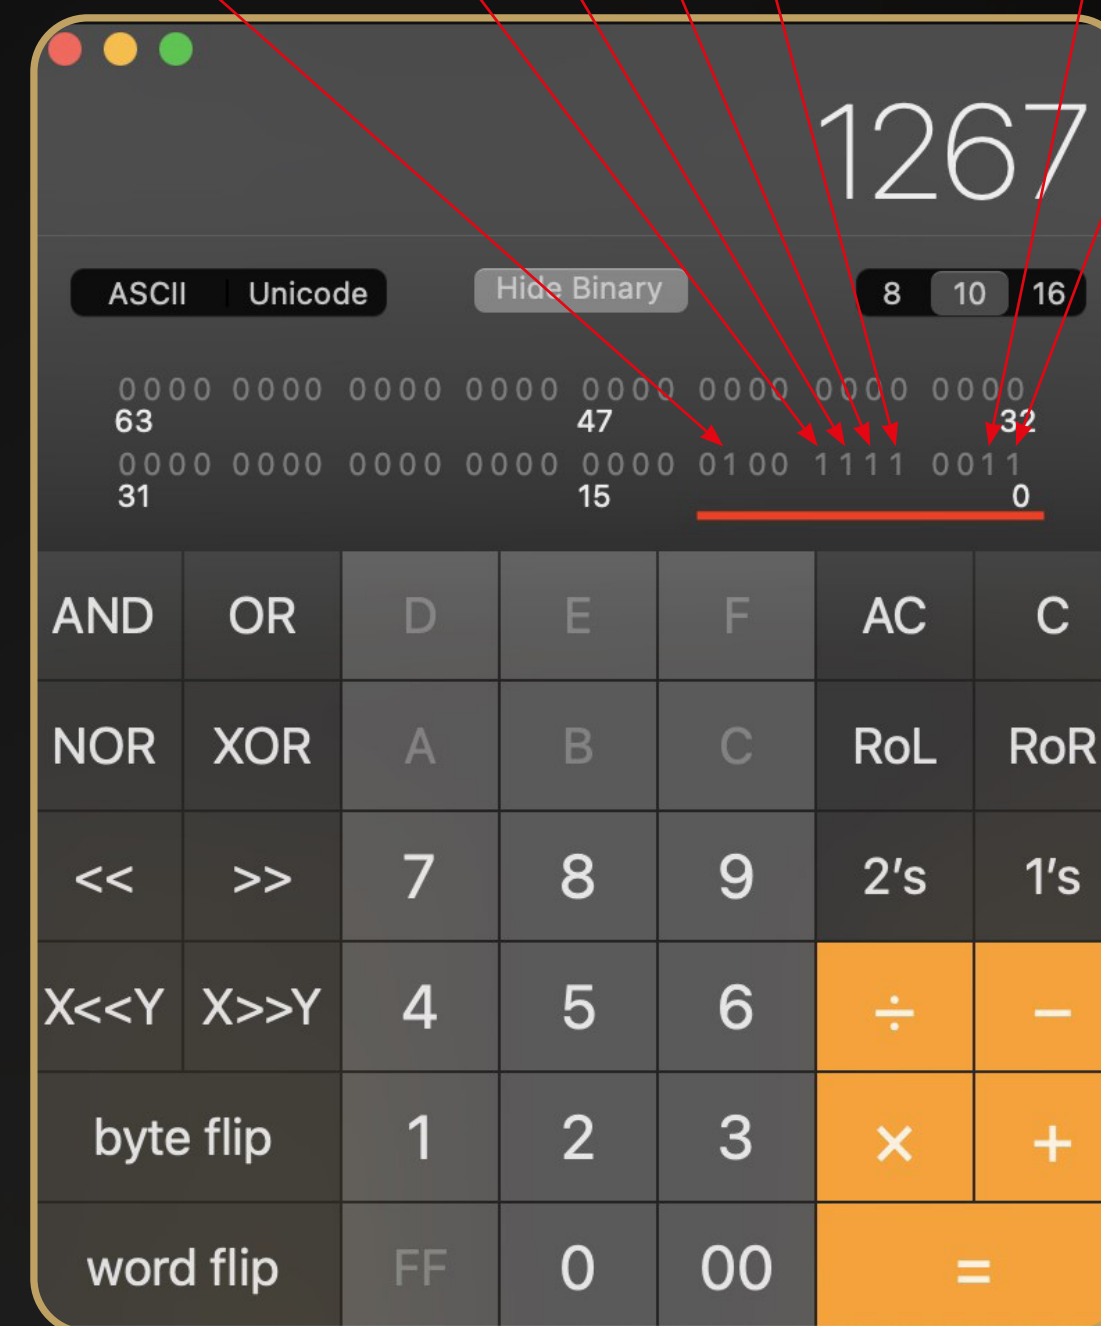 1267
ASCII Unicode Hide Binary 8 10 16
0000 0000 0000 0000 0000 0000 0000 0000
63 47 32
0000 0000 0000 0000 0000 0100 1111 0011
31 15 0
AND OR D E F AC C
NOR XOR A B C RoL RoR
<< >> 7 8 9 2's 1's
X<<Y X>>Y 4 5 6 ÷ −
byte flip 1 2 3 × +
word flip FF 0 00 =